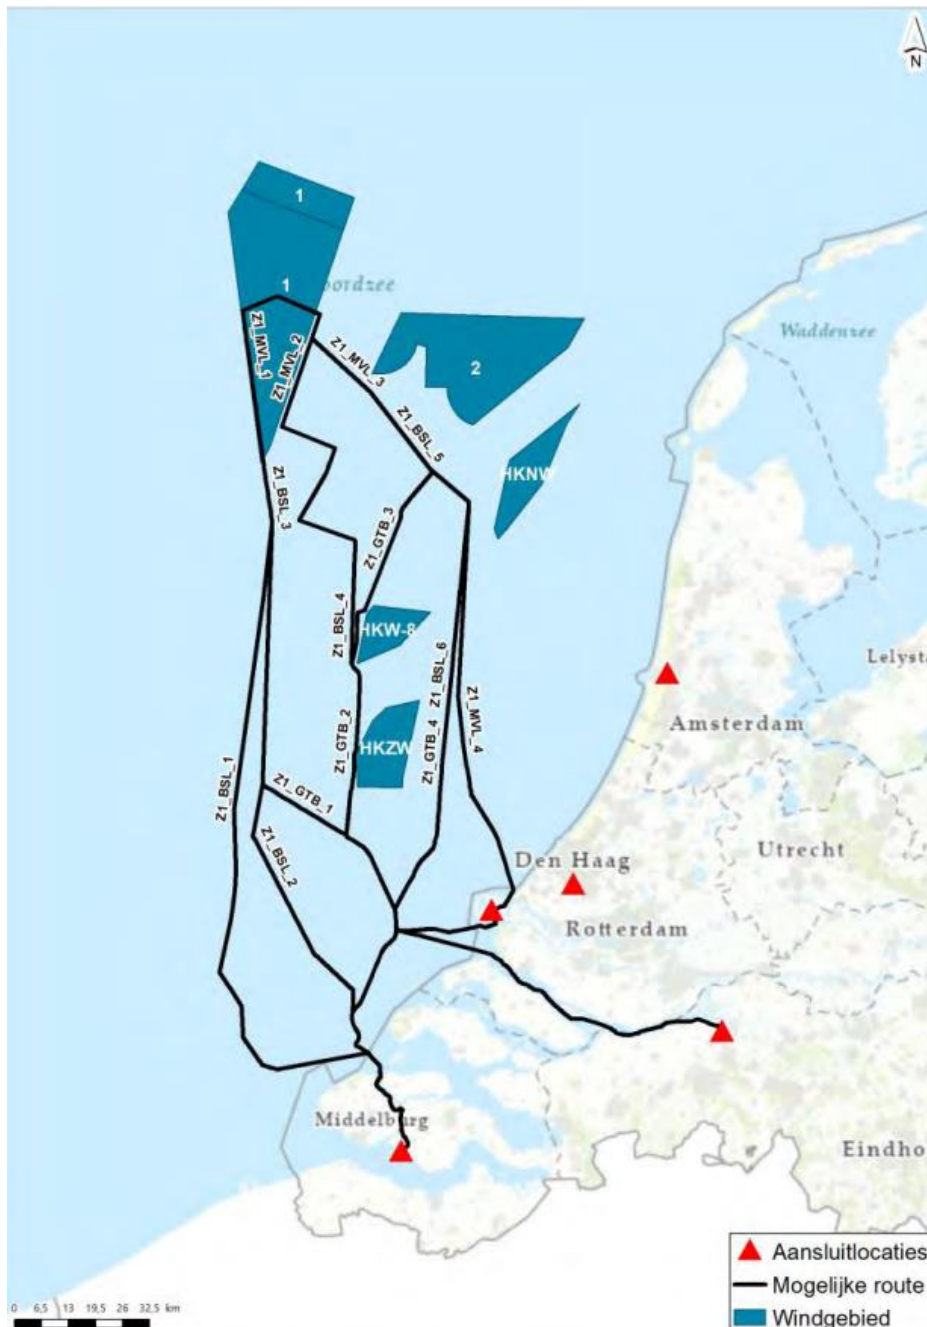 N
1
1
oordzee
Waddenzee
Z1_MVL_1
Z1_MVL_2
Z1_MVL_3
2
Z1_BSL_5
HKNW
Z1_BSL_3
Z1_GTB_3
Z1_BSL_4
HKW-8
Lelysta
Z1_BSL_6
Z1_MVL_4
Amsterdam
Z1_GTB_2
HKZW
Z1_GTB_4
Z1_BSL_1
Z1_GTB_1
Z1_BSL_2
Den Haag
Utrecht
Rotterdam
Middelburg
Eindho
Aansluitlocaties
Mogelijke route
Windgebied
0 6,5 13 19,5 26 32,5 km